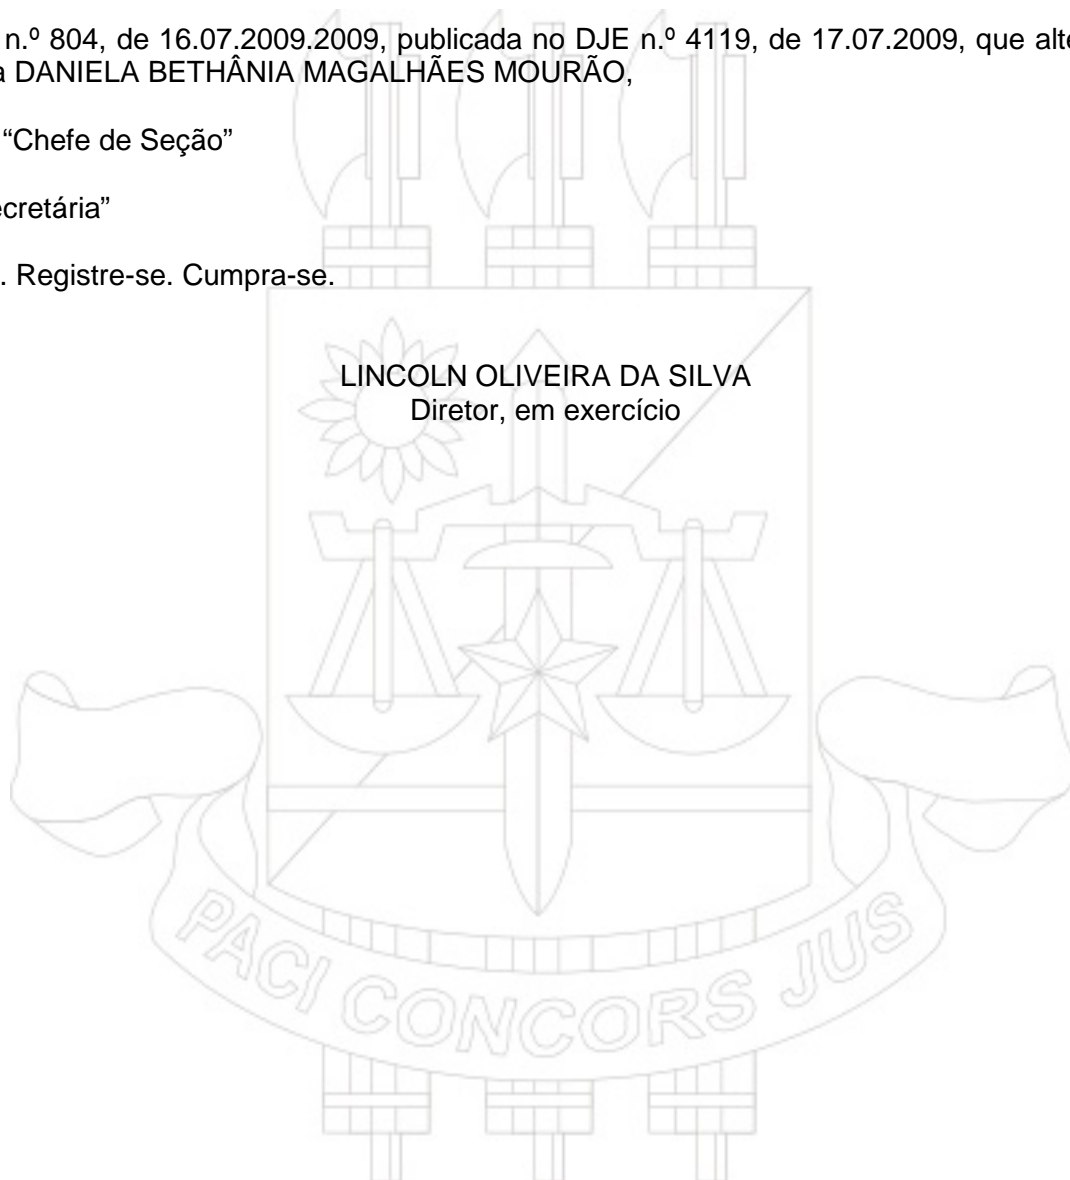 n.º 804, de 16.07.2009.2009, publicada no DJE n.º 4119, de 17.07.2009, que alte
a DANIELA BETHÂNIA MAGALHÃES MOURÃO,
“Chefe de Seção”
ecretária”
. Registre-se. Cumpra-se.
LINCOLN OLIVEIRA DA SILVA
Diretor, em exercício
PACI CONCORS JUS